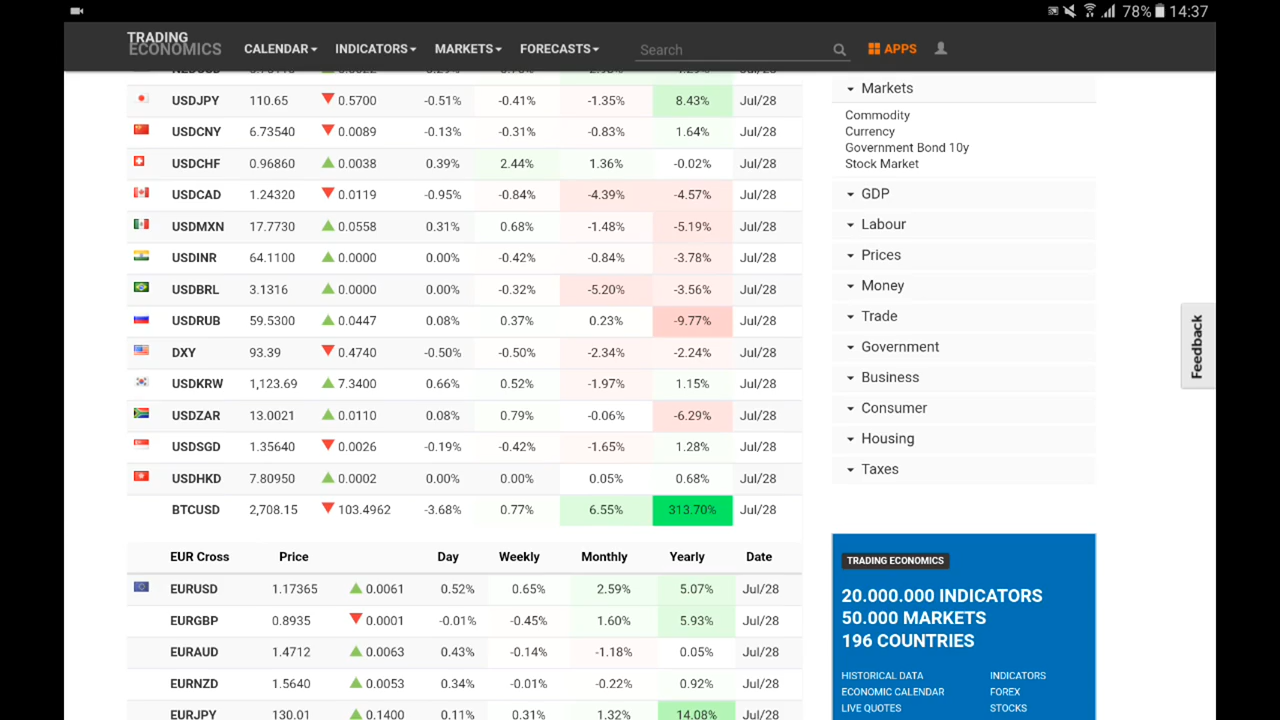 78% 14:37
TRADING
ECONOMICS
CALENDAR INDICATORS MARKETS FORECASTS Search APPS
USDJPY 110.65 0.5700 -0.51% -0.41% -1.35% 8.43% Jul/28
USDCNY 6.73540 0.0089 -0.13% -0.31% -0.83% 1.64% Jul/28
USDCHF 0.96860 0.0038 0.39% 2.44% 1.36% -0.02% Jul/28
USDCAD 1.24320 0.0119 -0.95% -0.84% -4.39% -4.57% Jul/28
USDMXN 17.7730 0.0558 0.31% 0.68% -1.48% -5.19% Jul/28
USDINR 64.1100 0.0000 0.00% -0.42% -0.84% -3.78% Jul/28
USDBRL 3.1316 0.0000 0.00% -0.32% -5.20% -3.56% Jul/28
USDRUB 59.5300 0.0447 0.08% 0.37% 0.23% -9.77% Jul/28
DXY 93.39 0.4740 -0.50% -0.50% -2.34% -2.24% Jul/28
USDKRW 1,123.69 7.3400 0.66% 0.52% -1.97% 1.15% Jul/28
USDZAR 13.0021 0.0110 0.08% 0.79% -0.06% -6.29% Jul/28
USDSGD 1.35640 0.0026 -0.19% -0.42% -1.65% 1.28% Jul/28
USDHKD 7.80950 0.0002 0.00% 0.00% 0.05% 0.68% Jul/28
BTCUSD 2,708.15 103.4962 -3.68% 0.77% 6.55% 313.70% Jul/28
EUR Cross Price Day Weekly Monthly Yearly Date
EURUSD 1.17365 0.0061 0.52% 0.65% 2.59% 5.07% Jul/28
EURGBP 0.8935 0.0001 -0.01% -0.45% 1.60% 5.93% Jul/28
EURAUD 1.4712 0.0063 0.43% -0.14% -1.18% 0.05% Jul/28
EURNZD 1.5640 0.0053 0.34% -0.01% -0.22% 0.92% Jul/28
EURJPY 130.01 0.1400 0.11% 0.31% 1.32% 14.08% Jul/28
Markets
Commodity
Currency
Government Bond 10y
Stock Market
GDP
Labour
Prices
Money
Trade
Government
Business
Consumer
Housing
Taxes
TRADING ECONOMICS
20.000.000 INDICATORS
50.000 MARKETS
196 COUNTRIES
HISTORICAL DATA INDICATORS
ECONOMIC CALENDAR FOREX
LIVE QUOTES STOCKS
Feedback